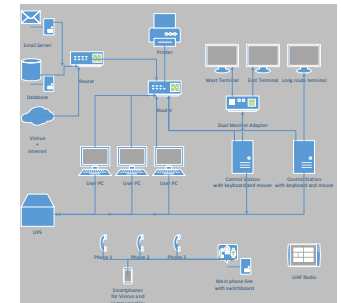 Email Server
Printer
Router
West Terminal
East Terminal
Long route terminal
Database
Router
Dual Monitor Adapter
Visirun
+
Internet
User PC
User PC
User PC
Control Station
with keyboard and mouse
Control Station
with keyboard and mouse
UPS
Phone 1
Phone 2
Phone 3
Main phone line
with switchboard
UHF Radio
Smartphones
for Visirun and